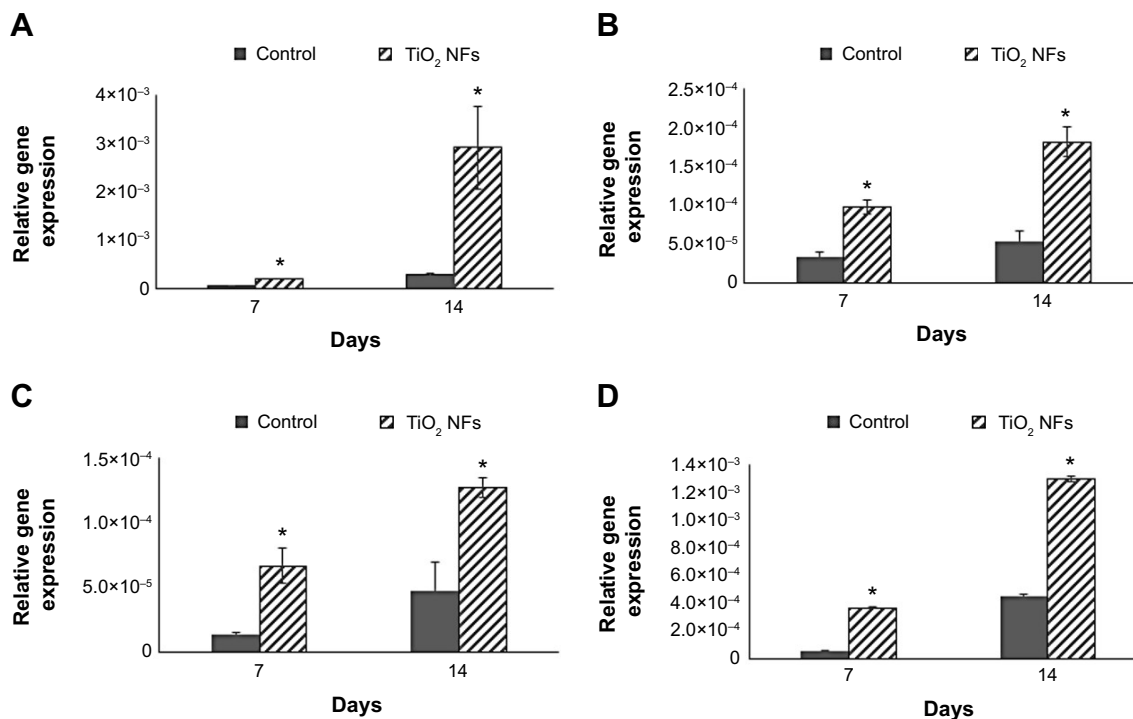 A
Control TiO₂ NFs
Relative gene
expression
4×10⁻³
3×10⁻³
2×10⁻³
1×10⁻³
0
* *
7 14
Days
B
Control TiO₂ NFs
Relative gene
expression
2.5×10⁻⁴
2.0×10⁻⁴
1.5×10⁻⁴
1.0×10⁻⁴
5.0×10⁻⁵
0
* *
7 14
Days
C
Control TiO₂ NFs
Relative gene
expression
1.5×10⁻⁴
1.0×10⁻⁴
5.0×10⁻⁵
0
* *
7 14
Days
D
Control TiO₂ NFs
Relative gene
expression
1.4×10⁻³
1.2×10⁻³
1.0×10⁻³
8.0×10⁻⁴
6.0×10⁻⁴
4.0×10⁻⁴
2.0×10⁻⁴
0
* *
7 14
Days